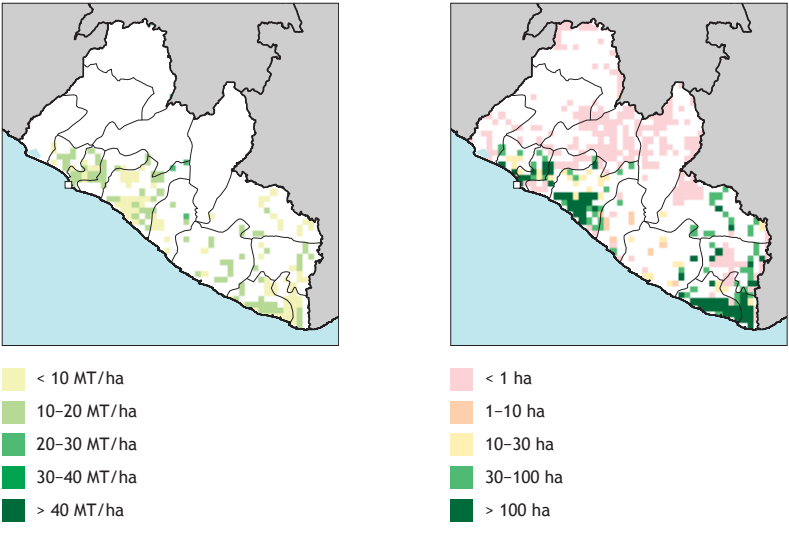 < 10 MT/ha
10–20 MT/ha
20–30 MT/ha
30–40 MT/ha
> 40 MT/ha
< 1 ha
1–10 ha
10–30 ha
30–100 ha
> 100 ha